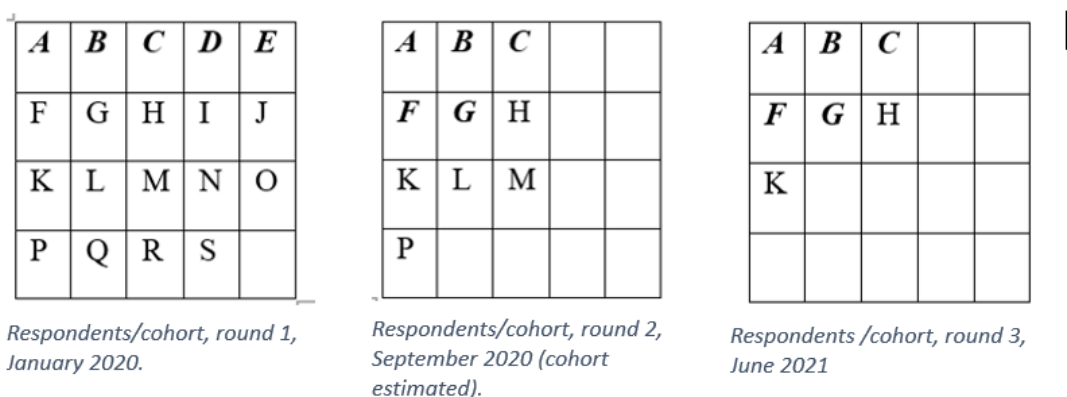 A B C D E
F G H I J
K L M N O
P Q R S
Respondents/cohort, round 1,
January 2020.
A B C
F G H
K L M
P
Respondents/cohort, round 2,
September 2020 (cohort
estimated).
A B C
F G H
K
Respondents /cohort, round 3,
June 2021